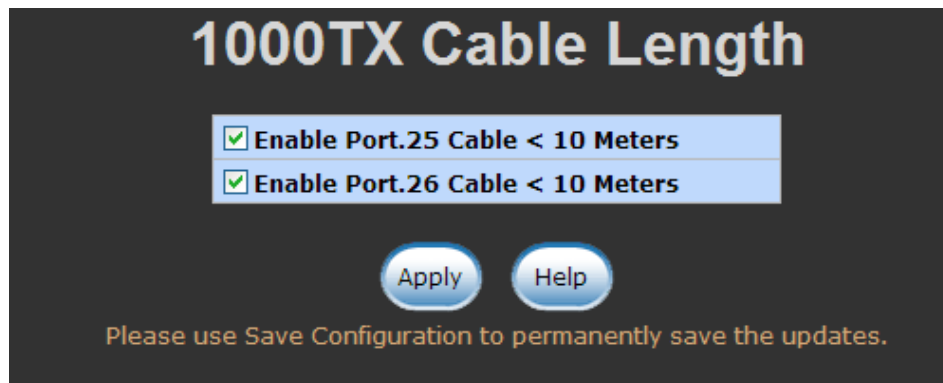 1000TX Cable Length
Enable Port.25 Cable < 10 Meters
Enable Port.26 Cable < 10 Meters
Apply Help
Please use Save Configuration to permanently save the updates.